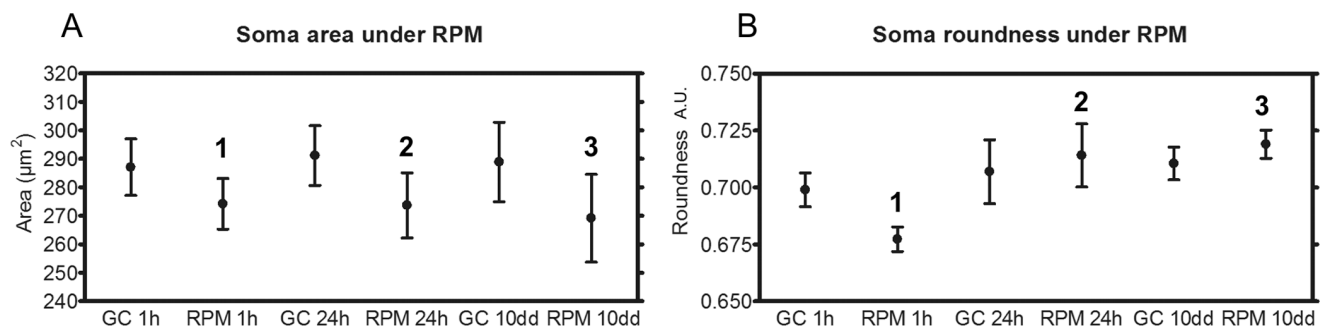 A
Soma area under RPM
Area (µm²)
320
310
300
290
280
270
260
250
240
1
2
3
GC 1h RPM 1h GC 24h RPM 24h GC 10dd RPM 10dd
B
Soma roundness under RPM
Roundness A.U.
0.750
0.725
0.700
0.675
0.650
1
2
3
GC 1h RPM 1h GC 24h RPM 24h GC 10dd RPM 10dd